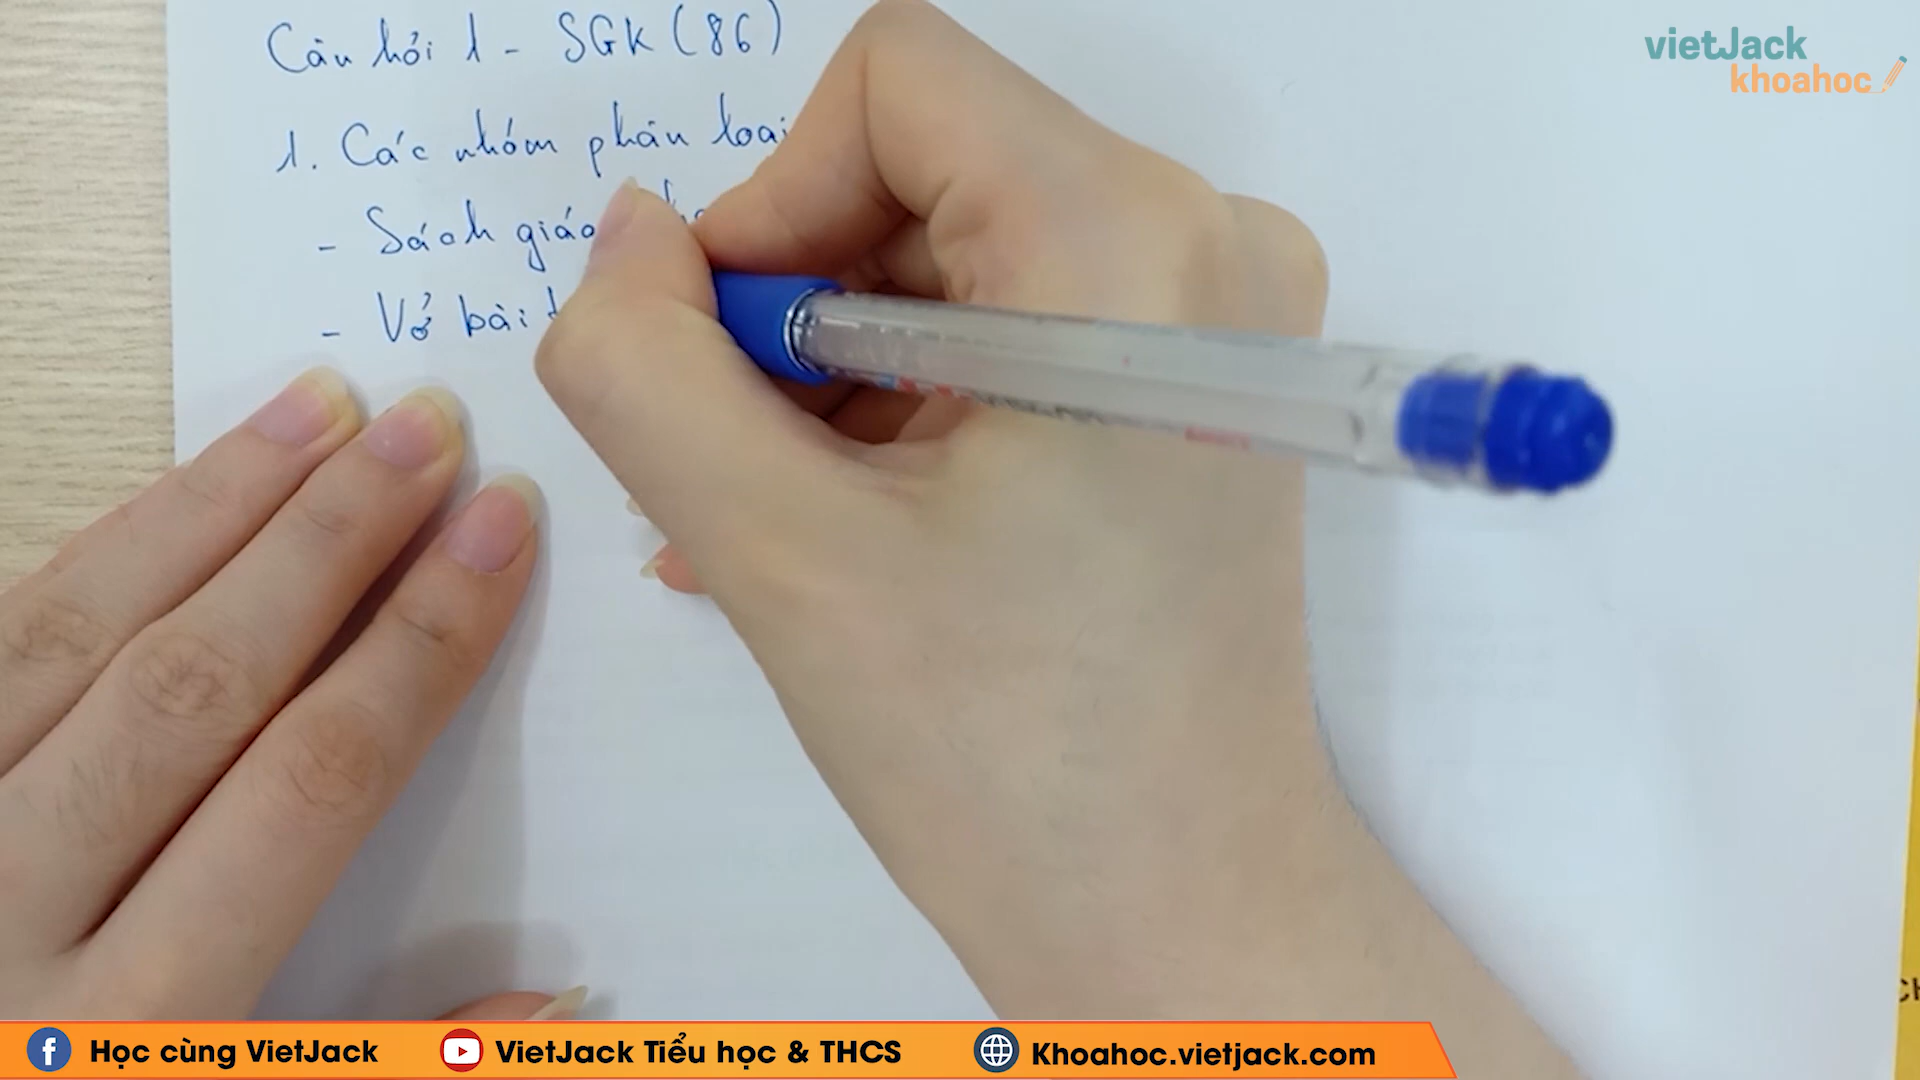 Câu hỏi 1 - SGK (86)
1. Các nhóm phân loại
- Sách giáo
- Vở bài
vietJack
khoahoc
Học cùng VietJack
VietJack Tiểu học & THCS
Khoahoc.vietjack.com